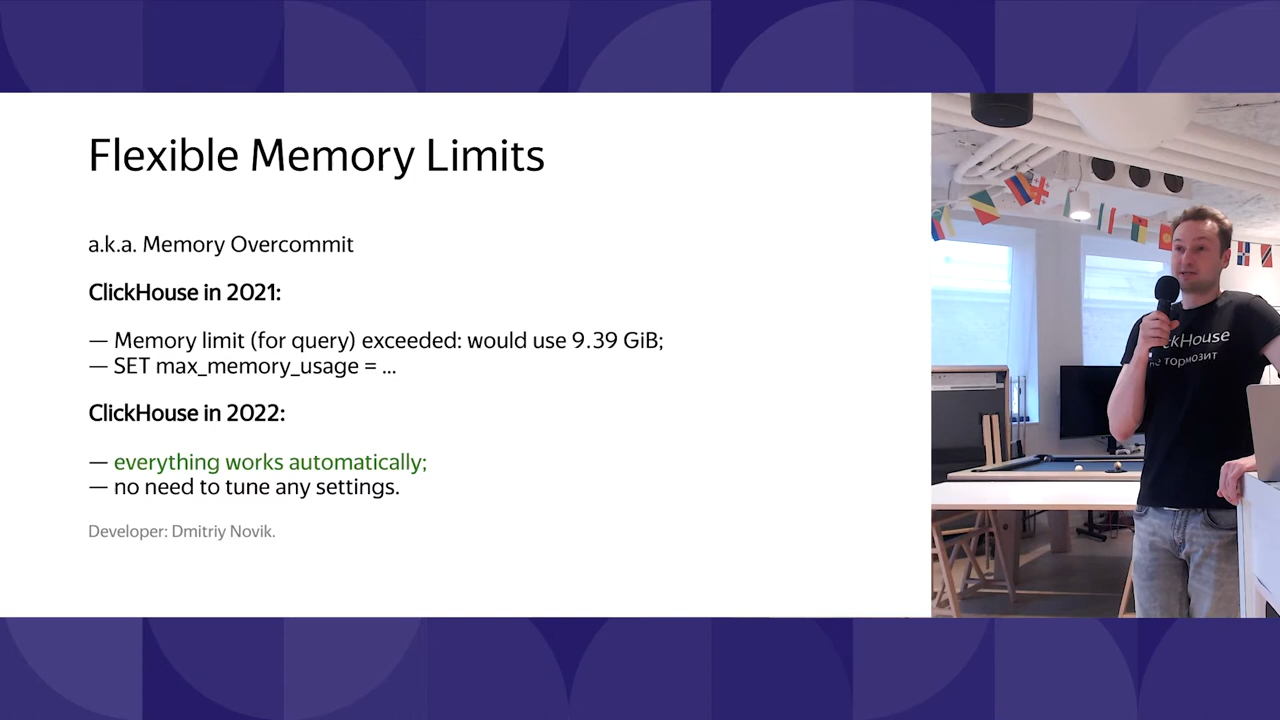 Flexible Memory Limits
a.k.a. Memory Overcommit
ClickHouse in 2021:
— Memory limit (for query) exceeded: would use 9.39 GiB;
— SET max_memory_usage = ...
ClickHouse in 2022:
— everything works automatically;
— no need to tune any settings.
Developer: Dmitriy Novik.
ckHouse
не тормозит